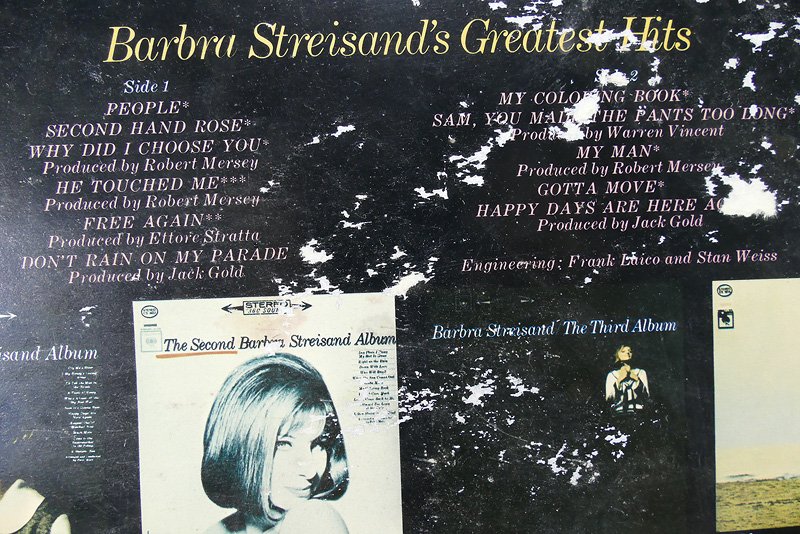 Barbra Streisand's Greatest Hits
Side 1
PEOPLE*
SECOND HAND ROSE*
WHY DID I CHOOSE YOU*
Produced by Robert Mersey
HE TOUCHED ME***
Produced by Robert Mersey
FREE AGAIN**
Produced by Ettore Stratta
DON'T RAIN ON MY PARADE
Produced by Jack Gold
2
MY COLORING BOOK*
SAM, YOU MADE THE PANTS TOO LONG*
Produced by Warren Vincent
MY MAN*
Produced by Robert Mersey
GOTTA MOVE*
HAPPY DAYS ARE HERE AG
Produced by Jack Gold
Engineering: Frank Laico and Stan Weiss
isand Album
STEREO
The Second Barbra Streisand Album
Barbra Streisand The Third Album